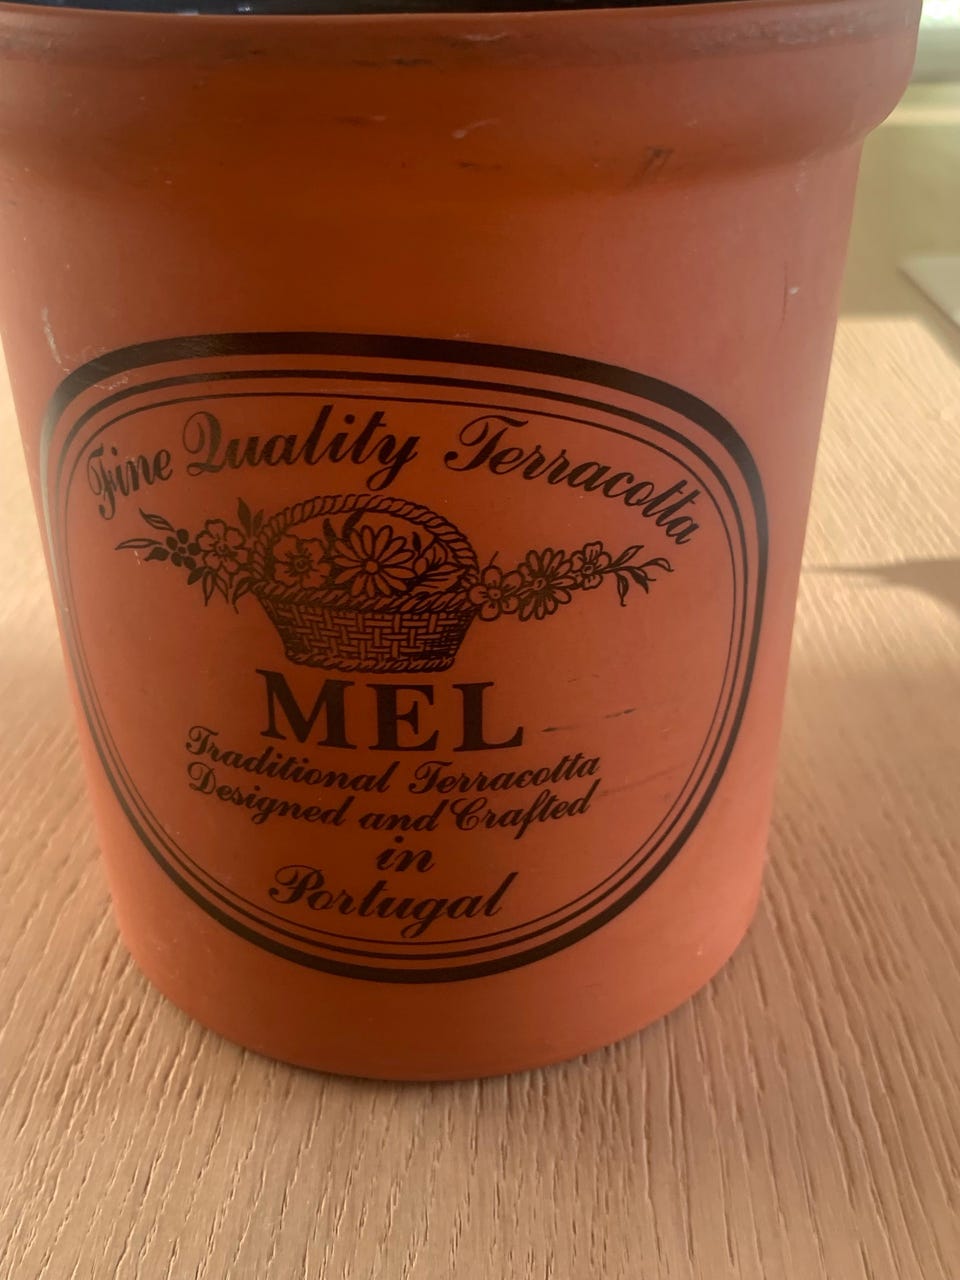 Fine Quality Terracotta
MEL
Traditional Terracotta
Designed and Crafted
in
Portugal